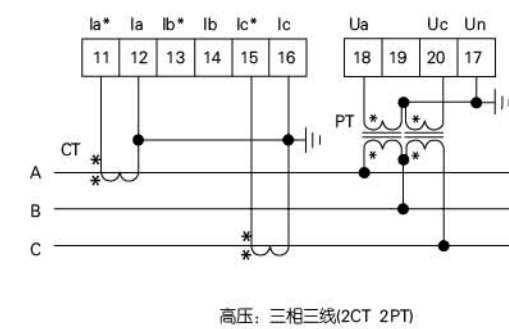 Ia* Ia Ib* Ib Ic* Ic Ua Uc Un
11 12 13 14 15 16 18 19 20 17
PT * *
CT * * *
A *
B
C *
*
高压：三相三线(2CT 2PT)